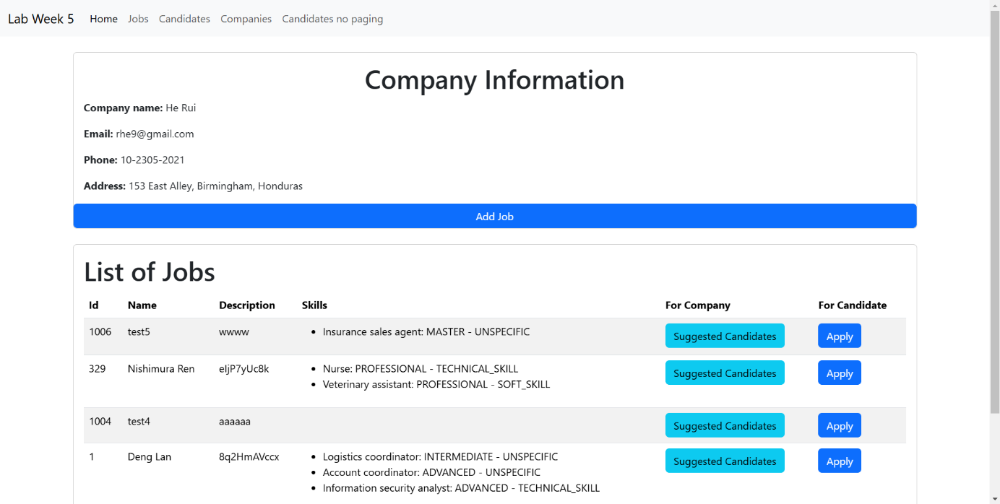 Lab Week 5 Home Jobs Candidates Companies Candidates no paging
Company Information
Company name: He Rui
Email: rhe9@gmail.com
Phone: 10-2305-2021
Address: 153 East Alley, Birmingham, Honduras
Add Job
List of Jobs
Id Name Description Skills For Company For Candidate
1006 test5 wwww • Insurance sales agent: MASTER - UNSPECIFIC Suggested Candidates Apply
329 Nishimura Ren eljP7yUc8k • Nurse: PROFESSIONAL - TECHNICAL_SKILL Suggested Candidates Apply
• Veterinary assistant: PROFESSIONAL - SOFT_SKILL
1004 test4 aaaaaa Suggested Candidates Apply
1 Deng Lan 8q2HmAVccx • Logistics coordinator: INTERMEDIATE - UNSPECIFIC Suggested Candidates Apply
• Account coordinator: ADVANCED - UNSPECIFIC
• Information security analyst: ADVANCED - TECHNICAL_SKILL